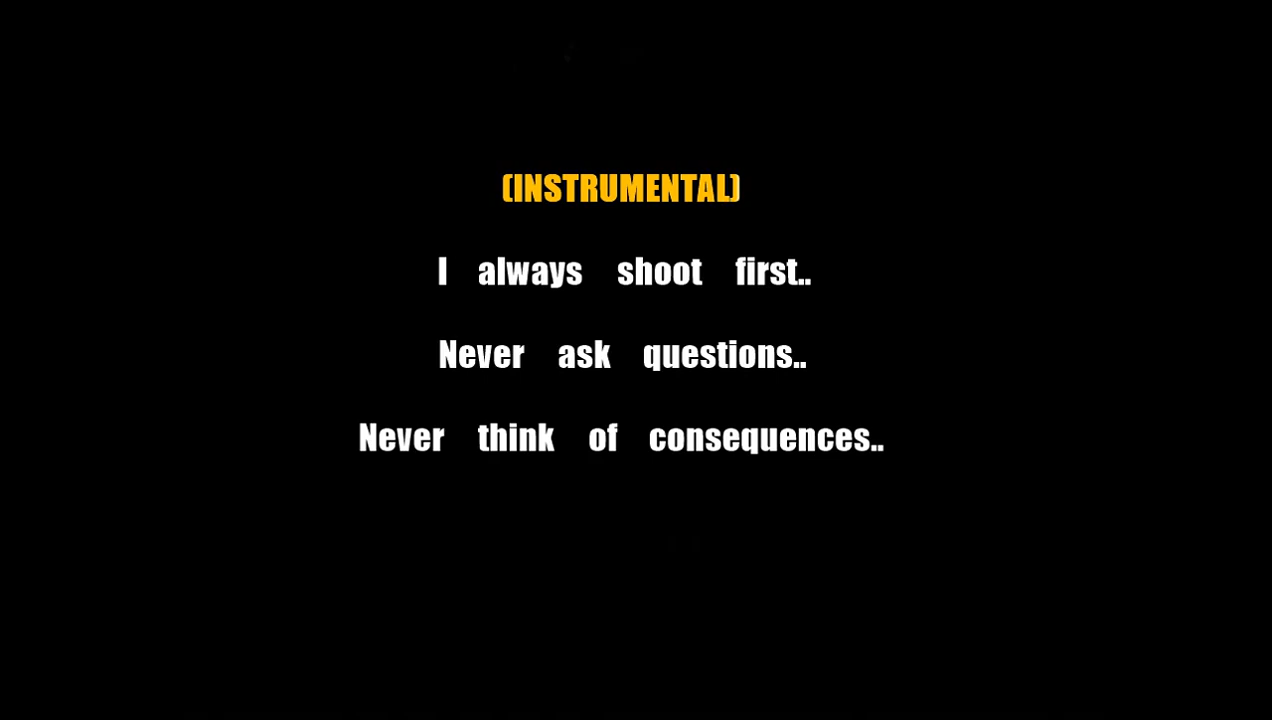 (INSTRUMENTAL)
I always shoot first..
Never ask questions..
Never think of consequences..